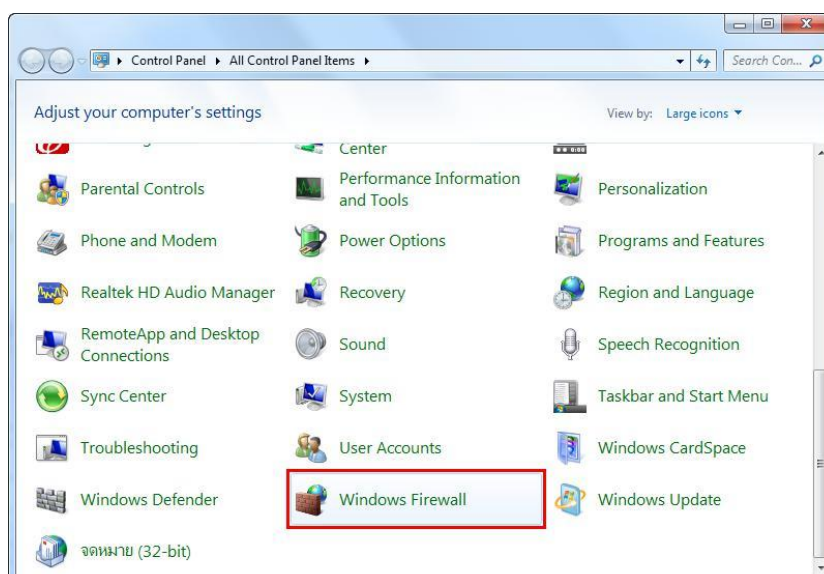 Control Panel All Control Panel Items Search Con...
Adjust your computer's settings View by: Large icons
Center
Parental Controls Performance Information and Tools Personalization
Phone and Modem Power Options Programs and Features
Realtek HD Audio Manager Recovery Region and Language
RemoteApp and Desktop Connections Sound Speech Recognition
Sync Center System Taskbar and Start Menu
Troubleshooting User Accounts Windows CardSpace
Windows Defender Windows Firewall Windows Update
จดหมาย (32-bit)